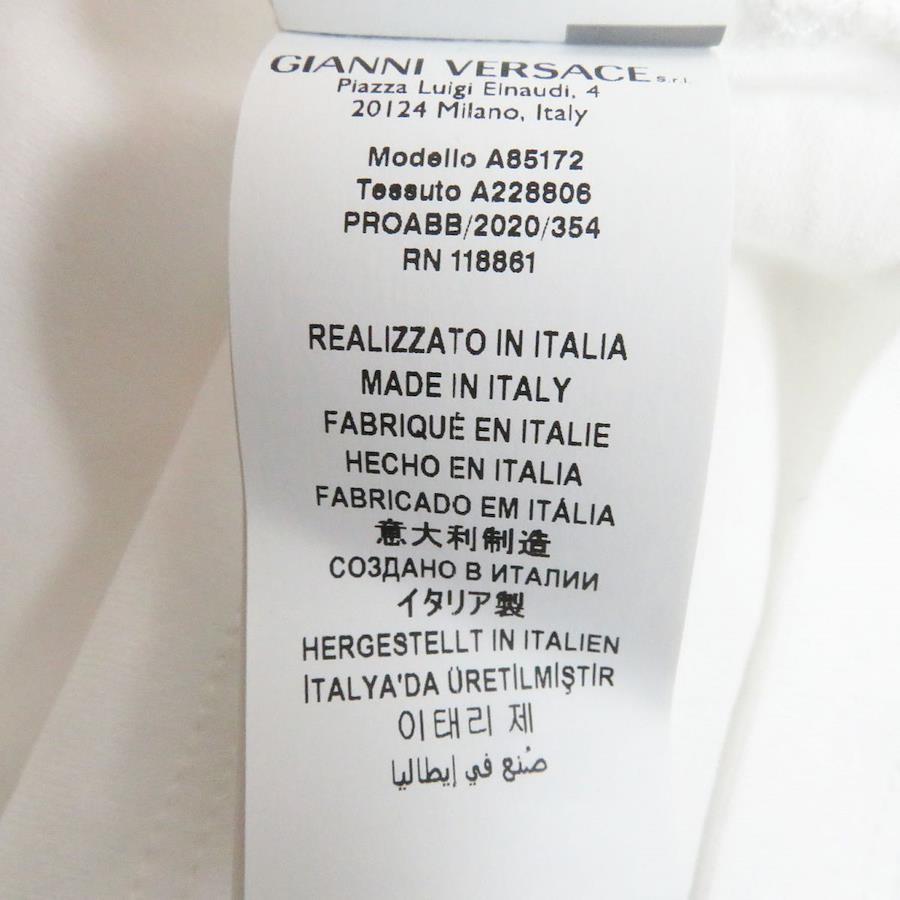 GIANNI VERSACE s.r.l.
Piazza Luigi Einaudi, 4
20124 Milano, Italy
Modello A85172
Tessuto A228806
PROABB/2020/354
RN 118861
REALIZZATO IN ITALIA
MADE IN ITALY
FABRIQUÉ EN ITALIE
HECHO EN ITALIA
FABRICADO EM ITÁLIA
意大利制造
СОЗДАНО В ИТАЛИИ
イタリア製
HERGESTELLT IN ITALIEN
İTALYA'DA ÜRETİLMİŞTİR
이태리 제
صُنع في إيطاليا